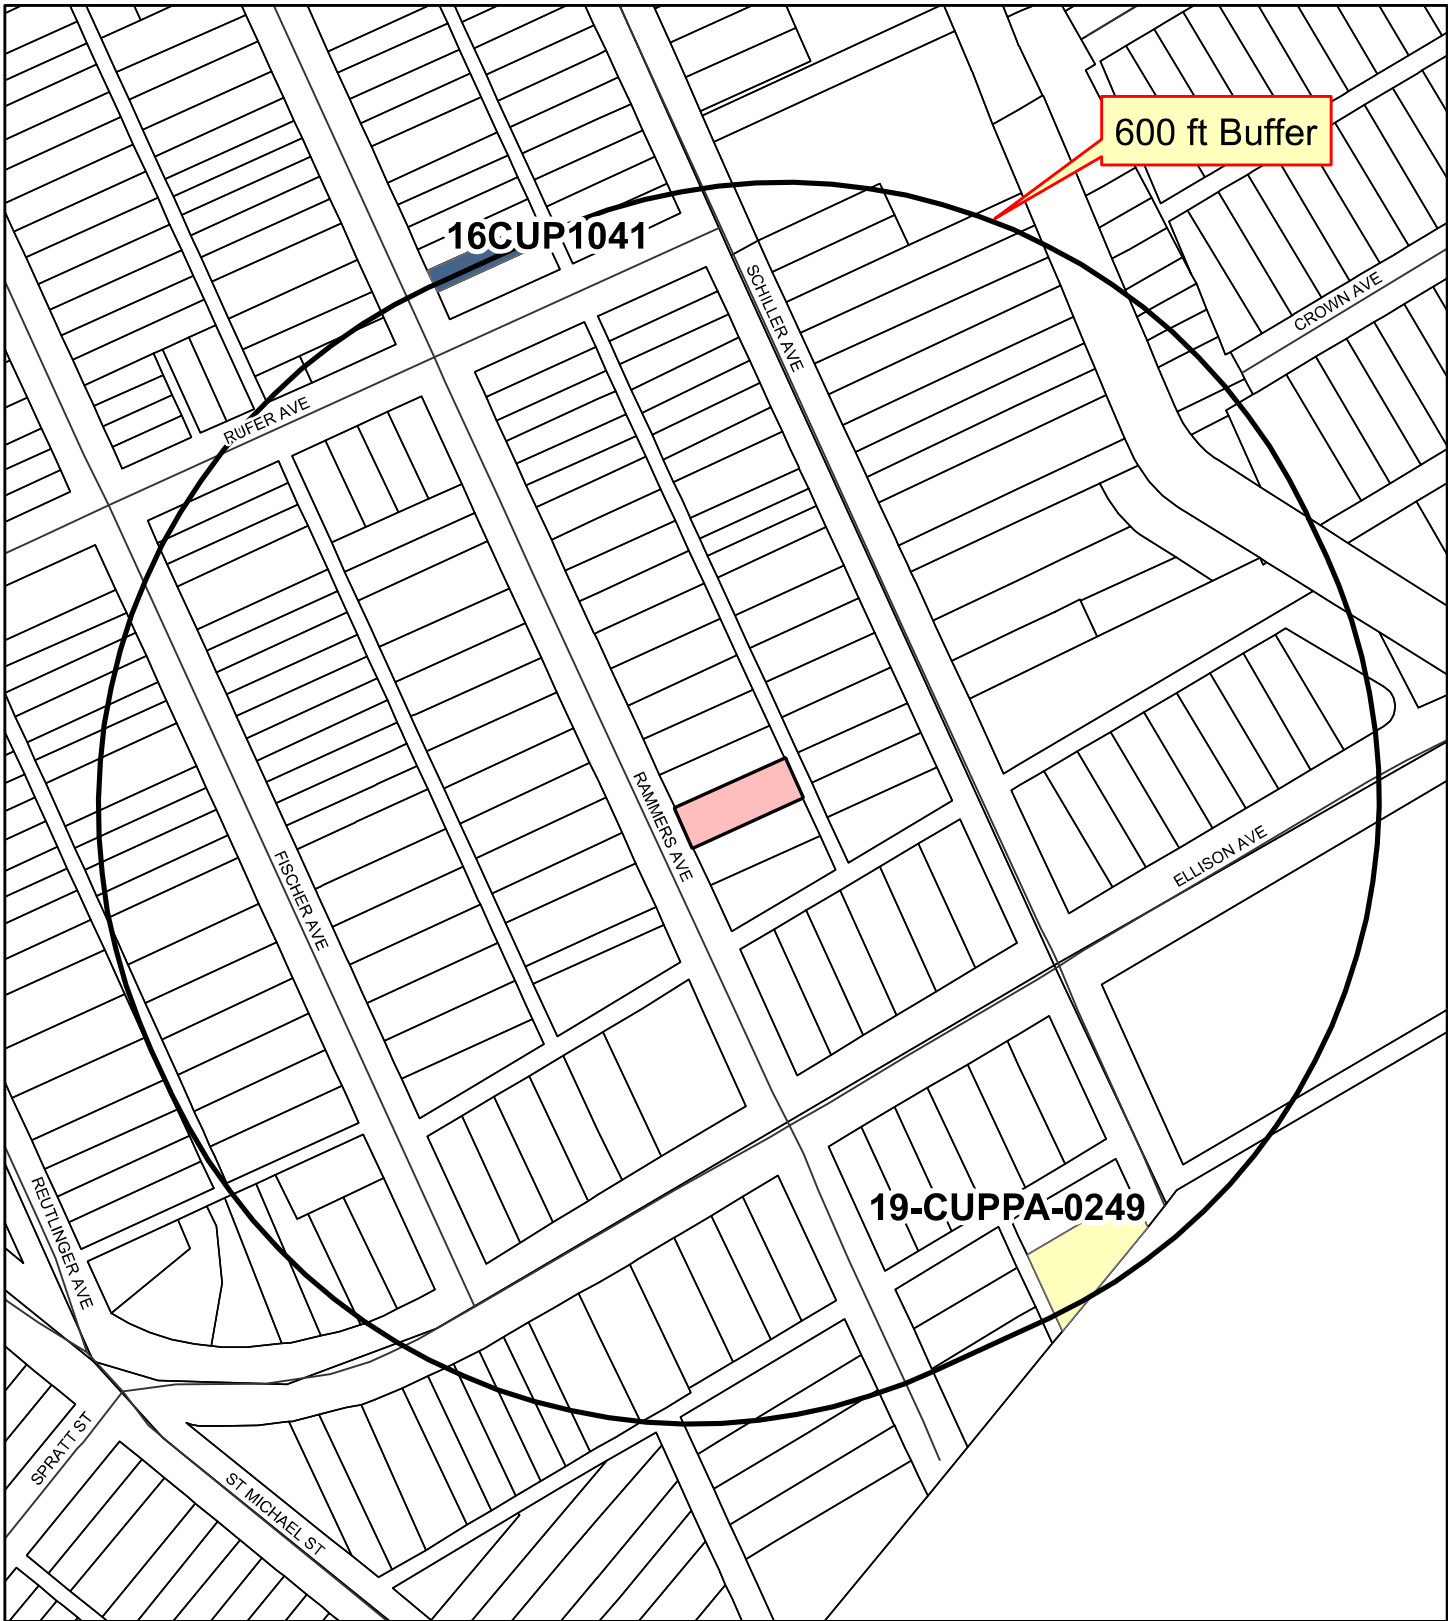 600 ft Buffer
16CUP1041
SCHILLER AVE
CROWN AVE
RUFER AVE
RAMMERS AVE
ELLISON AVE
FISCHER AVE
19-CUPPA-0249
REUTLINGER AVE
SPRATT ST
ST MICHAEL ST